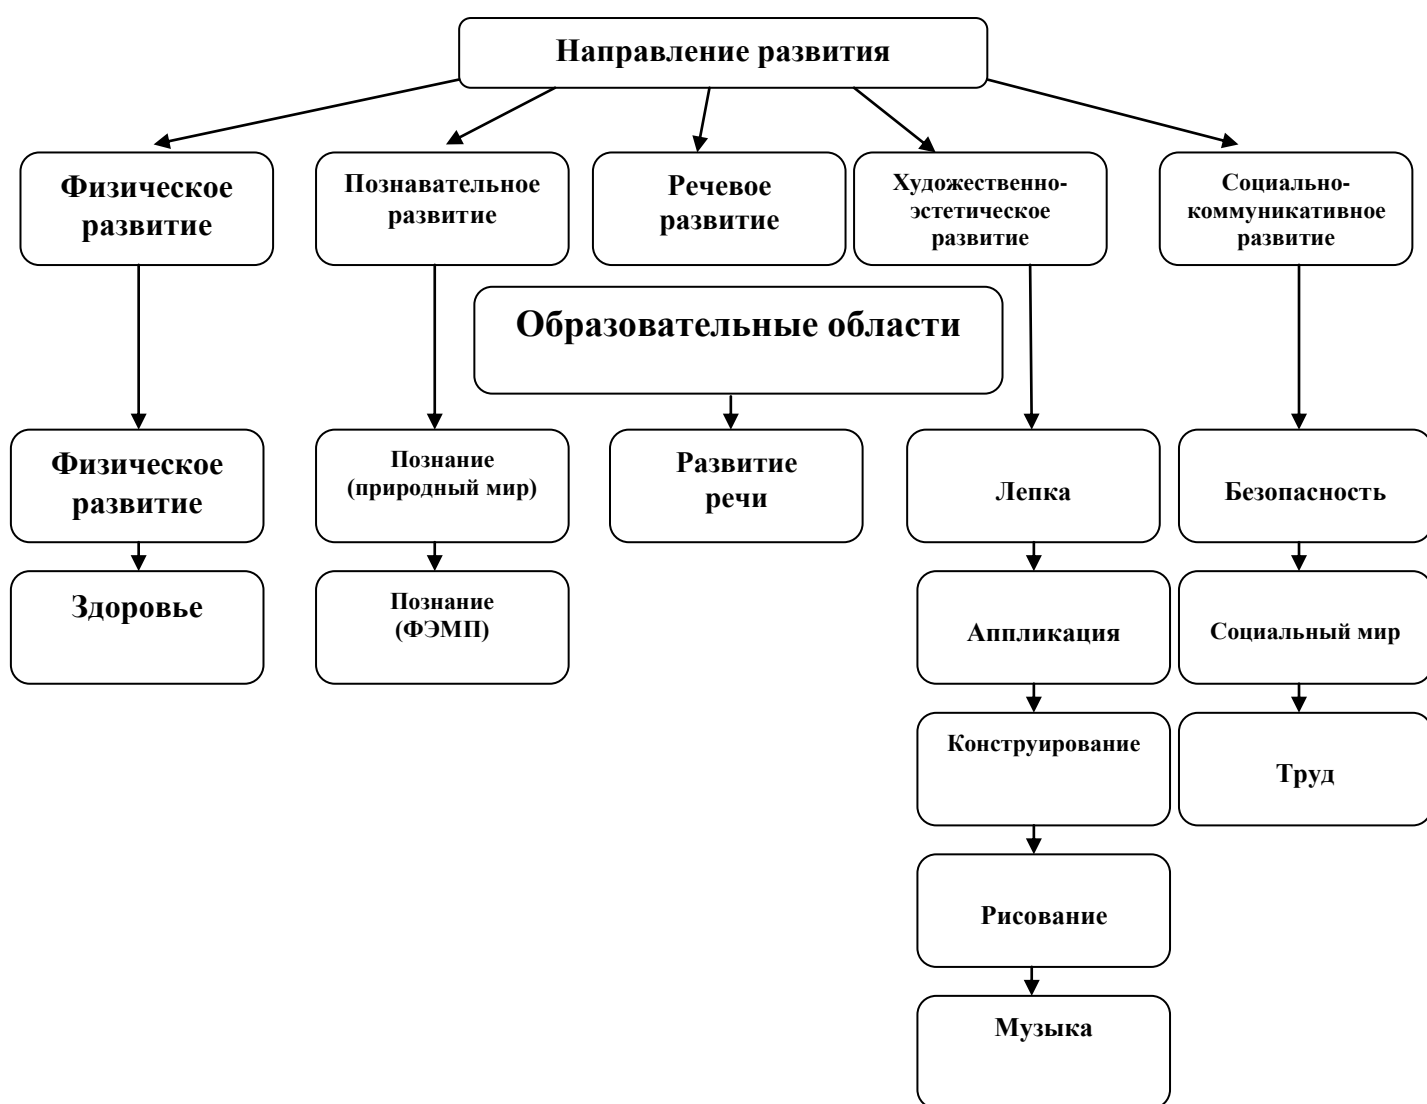 Направление развития
Физическое
развитие
Познавательное
развитие
Речевое
развитие
Художественно-
эстетическое
развитие
Социально-
коммуникативное
развитие
Образовательные области
Физическое
развитие
Познание
(природный мир)
Развитие
речи
Лепка
Безопасность
Здоровье
Познание
(ФЭМП)
Аппликация
Социальный мир
Конструирование
Труд
Рисование
Музыка